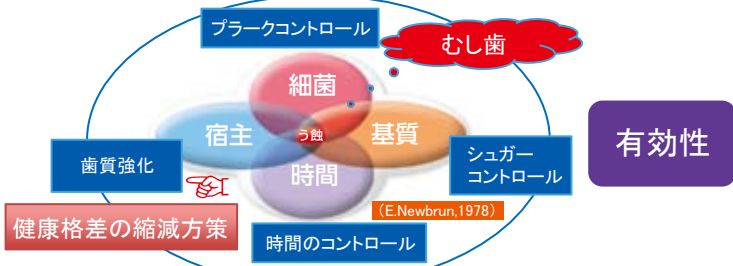 プラークコントロール
むし歯
細菌
宿主
う蝕
基質
時間
歯質強化
シュガー
コントロール
有効性
健康格差の縮減方策
(E.Newbrun,1978)
時間のコントロール